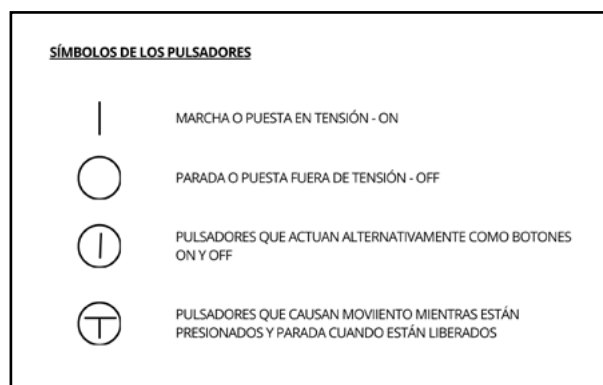 SÍMBOLOS DE LOS PULSADORES
MARCHA O PUESTA EN TENSIÓN - ON
PARADA O PUESTA FUERA DE TENSIÓN - OFF
PULSADORES QUE ACTUAN ALTERNATIVAMENTE COMO BOTONES
ON Y OFF
PULSADORES QUE CAUSAN MOVIIENTO MIENTRAS ESTÁN
PRESIONADOS Y PARADA CUANDO ESTÁN LIBERADOS